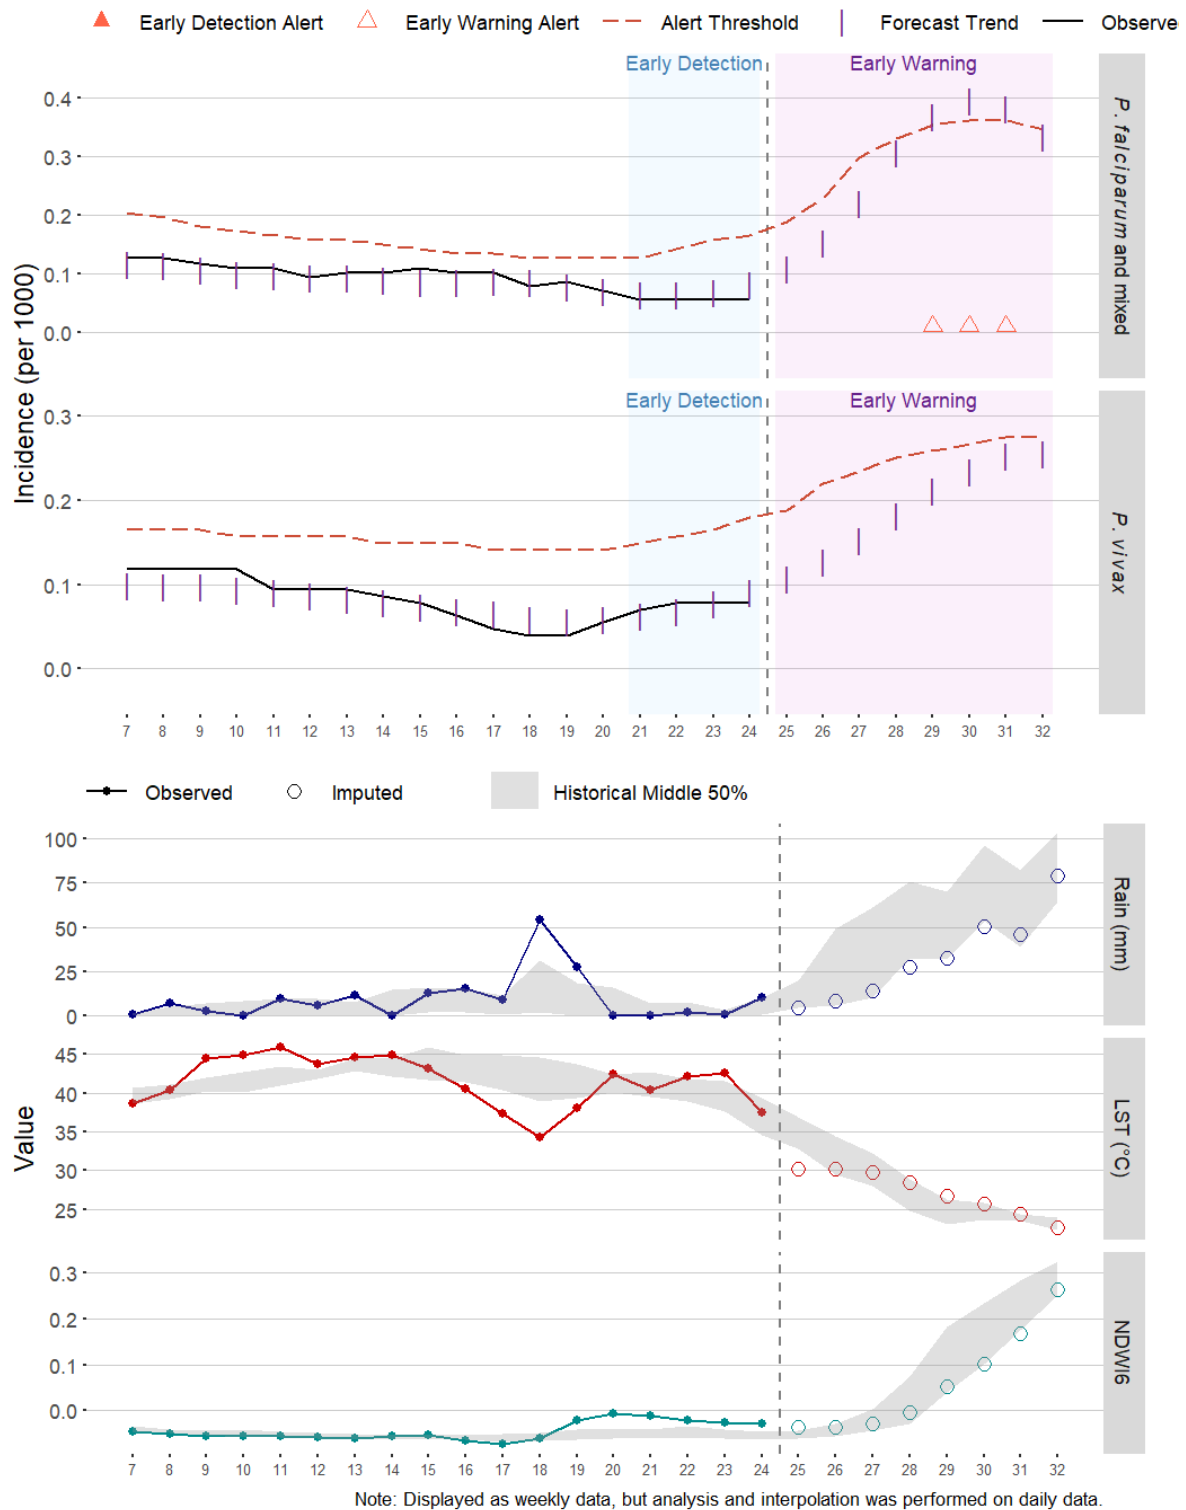 Early Detection Alert Early Warning Alert Alert Threshold Forecast Trend Observe
Early Detection Early Warning
0.4
0.3
0.2
0.1
0.0
P. falciparum and mixed
Incidence (per 1000)
Early Detection Early Warning
0.3
0.2
0.1
0.0
P. vivax
7 8 9 10 11 12 13 14 15 16 17 18 19 20 21 22 23 24 25 26 27 28 29 30 31 32
Observed Imputed Historical Middle 50%
100
75
50
25
0
Rain (mm)
45
40
35
30
25
LST (°C)
Value
0.3
0.2
0.1
0.0
NDWI6
7 8 9 10 11 12 13 14 15 16 17 18 19 20 21 22 23 24 25 26 27 28 29 30 31 32
Note: Displayed as weekly data, but analysis and interpolation was performed on daily data.